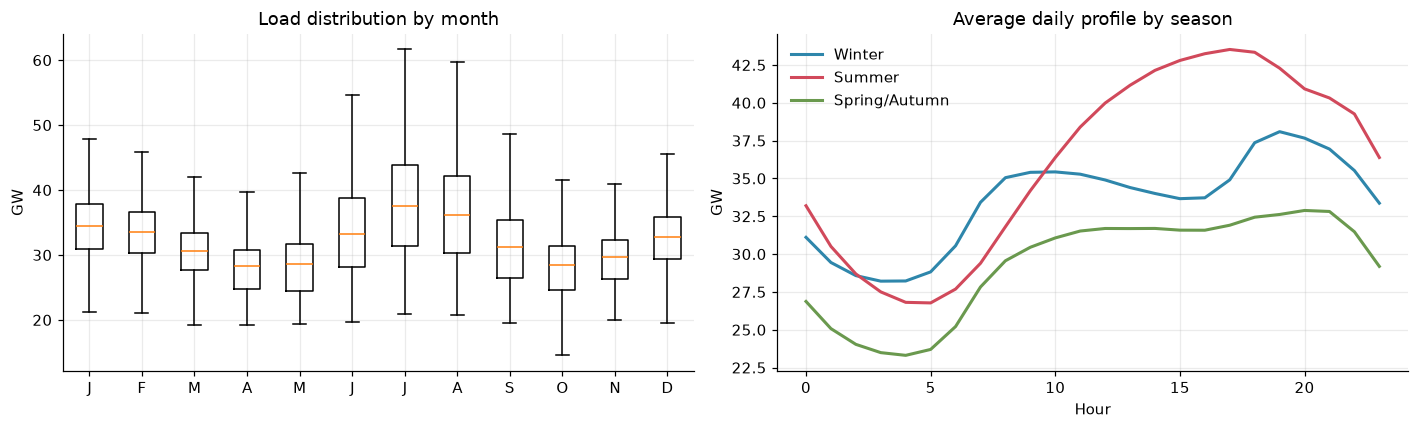 Load distribution by month
GW
60
50
40
30
20
J F M A M J J A S O N D
Average daily profile by season
Winter
Summer
Spring/Autumn
GW
42.5
40.0
37.5
35.0
32.5
30.0
27.5
25.0
22.5
0 5 10 15 20
Hour